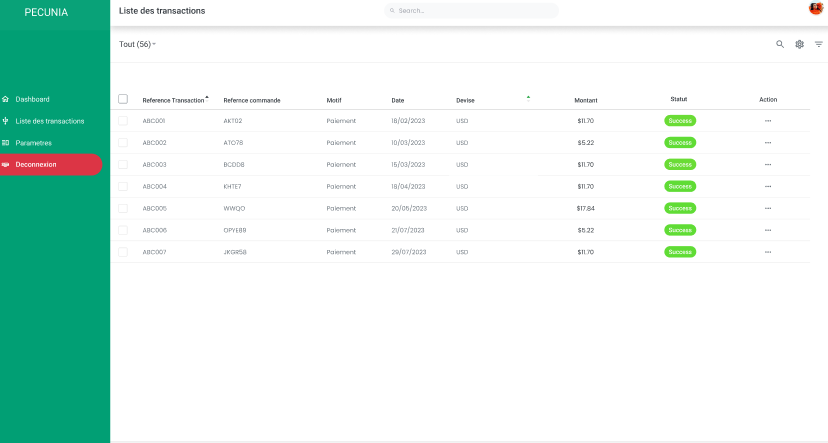 PECUNIA
Liste des transactions
Search...
Tout (56)
Dashboard
Liste des transactions
Parametres
Deconnexion
Reference Transaction Refernce commande Motif Date Devise Montant Statut Action
ABC001 AKT02 Paiement 18/02/2023 USD $11.70 Success ...
ABC002 ATO78 Paiement 10/03/2023 USD $5.22 Success ...
ABC003 BCDD8 Paiement 15/03/2023 USD $11.70 Success ...
ABC004 KHTE7 Paiement 18/04/2023 USD $11.70 Success ...
ABC005 WWQO Paiement 20/05/2023 USD $17.84 Success ...
ABC006 OPYE89 Paiement 21/07/2023 USD $5.22 Success ...
ABC007 JKGR58 Paiement 29/07/2023 USD $11.70 Success ...